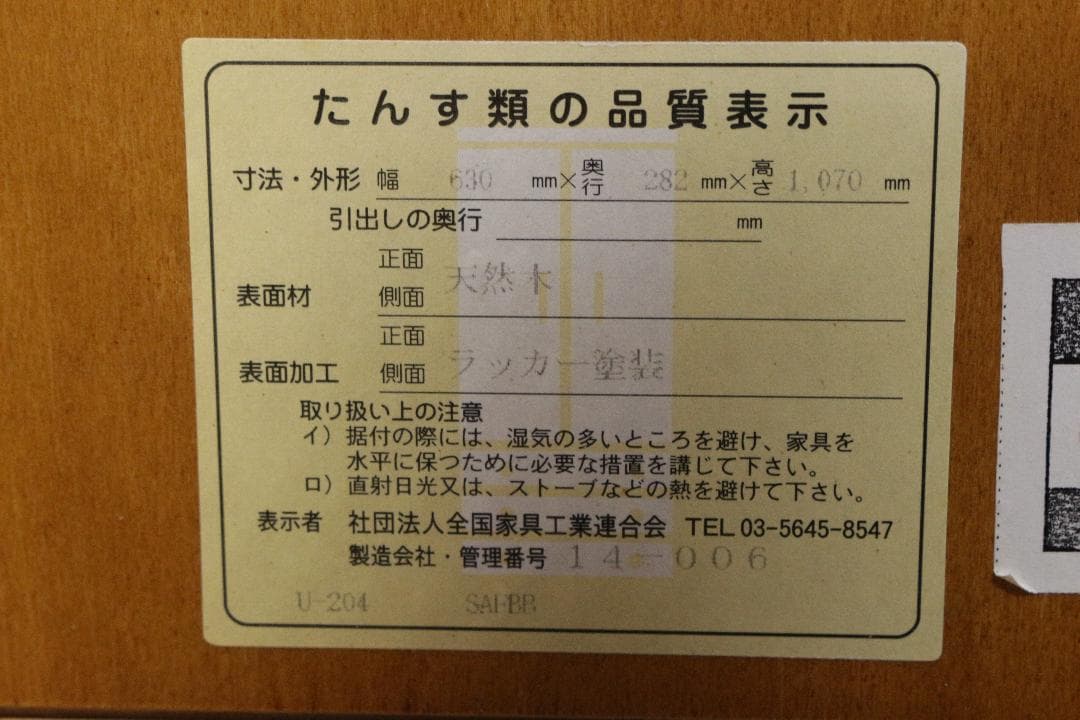 たんす類の品質表示
寸法・外形 幅 630 mm×奥行 282 mm×高さ 1,070 mm
引出しの奥行 mm
表面材 正面 側面 天然木
表面加工 正面 側面 ラッカー塗装
取り扱い上の注意
イ）据付の際には、湿気の多いところを避け、家具を
水平に保つために必要な措置を講じて下さい。
ロ）直射日光又は、ストーブなどの熱を避けて下さい。
表示者 社団法人全国家具工業連合会 TEL 03-5645-8547
製造会社・管理番号 14-006
U-204